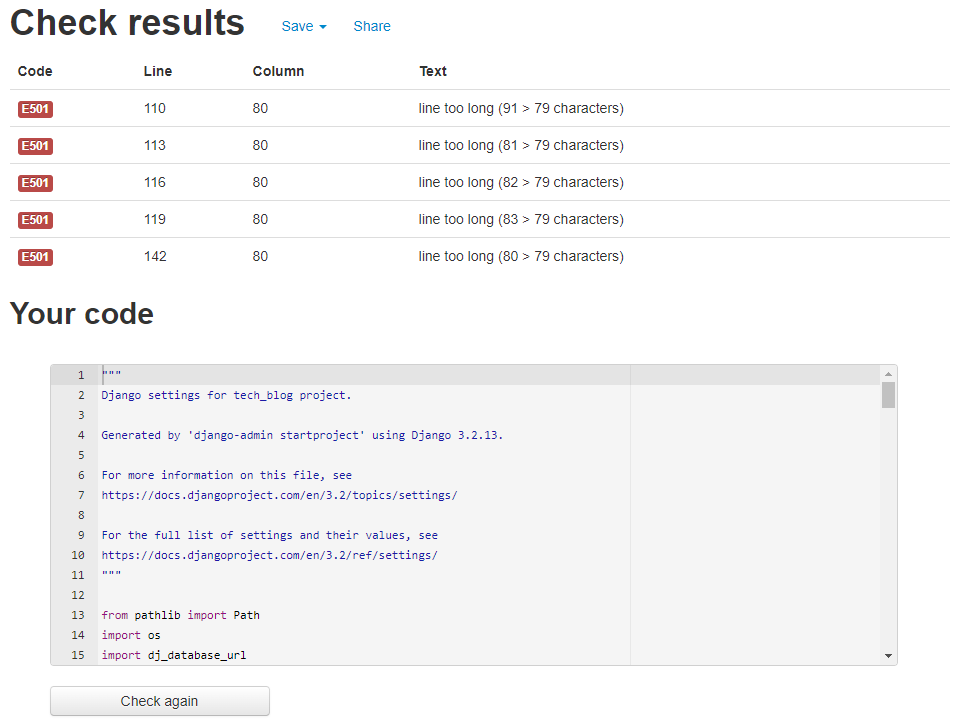 Check results Save Share
Code Line Column Text
E501 110 80 line too long (91 > 79 characters)
E501 113 80 line too long (81 > 79 characters)
E501 116 80 line too long (82 > 79 characters)
E501 119 80 line too long (83 > 79 characters)
E501 142 80 line too long (80 > 79 characters)
Your code
1 """
2 Django settings for tech_blog project.
3
4 Generated by 'django-admin startproject' using Django 3.2.13.
5
6 For more information on this file, see
7 https://docs.djangoproject.com/en/3.2/topics/settings/
8
9 For the full list of settings and their values, see
10 https://docs.djangoproject.com/en/3.2/ref/settings/
11 """
12
13 from pathlib import Path
14 import os
15 import dj_database_url
Check again